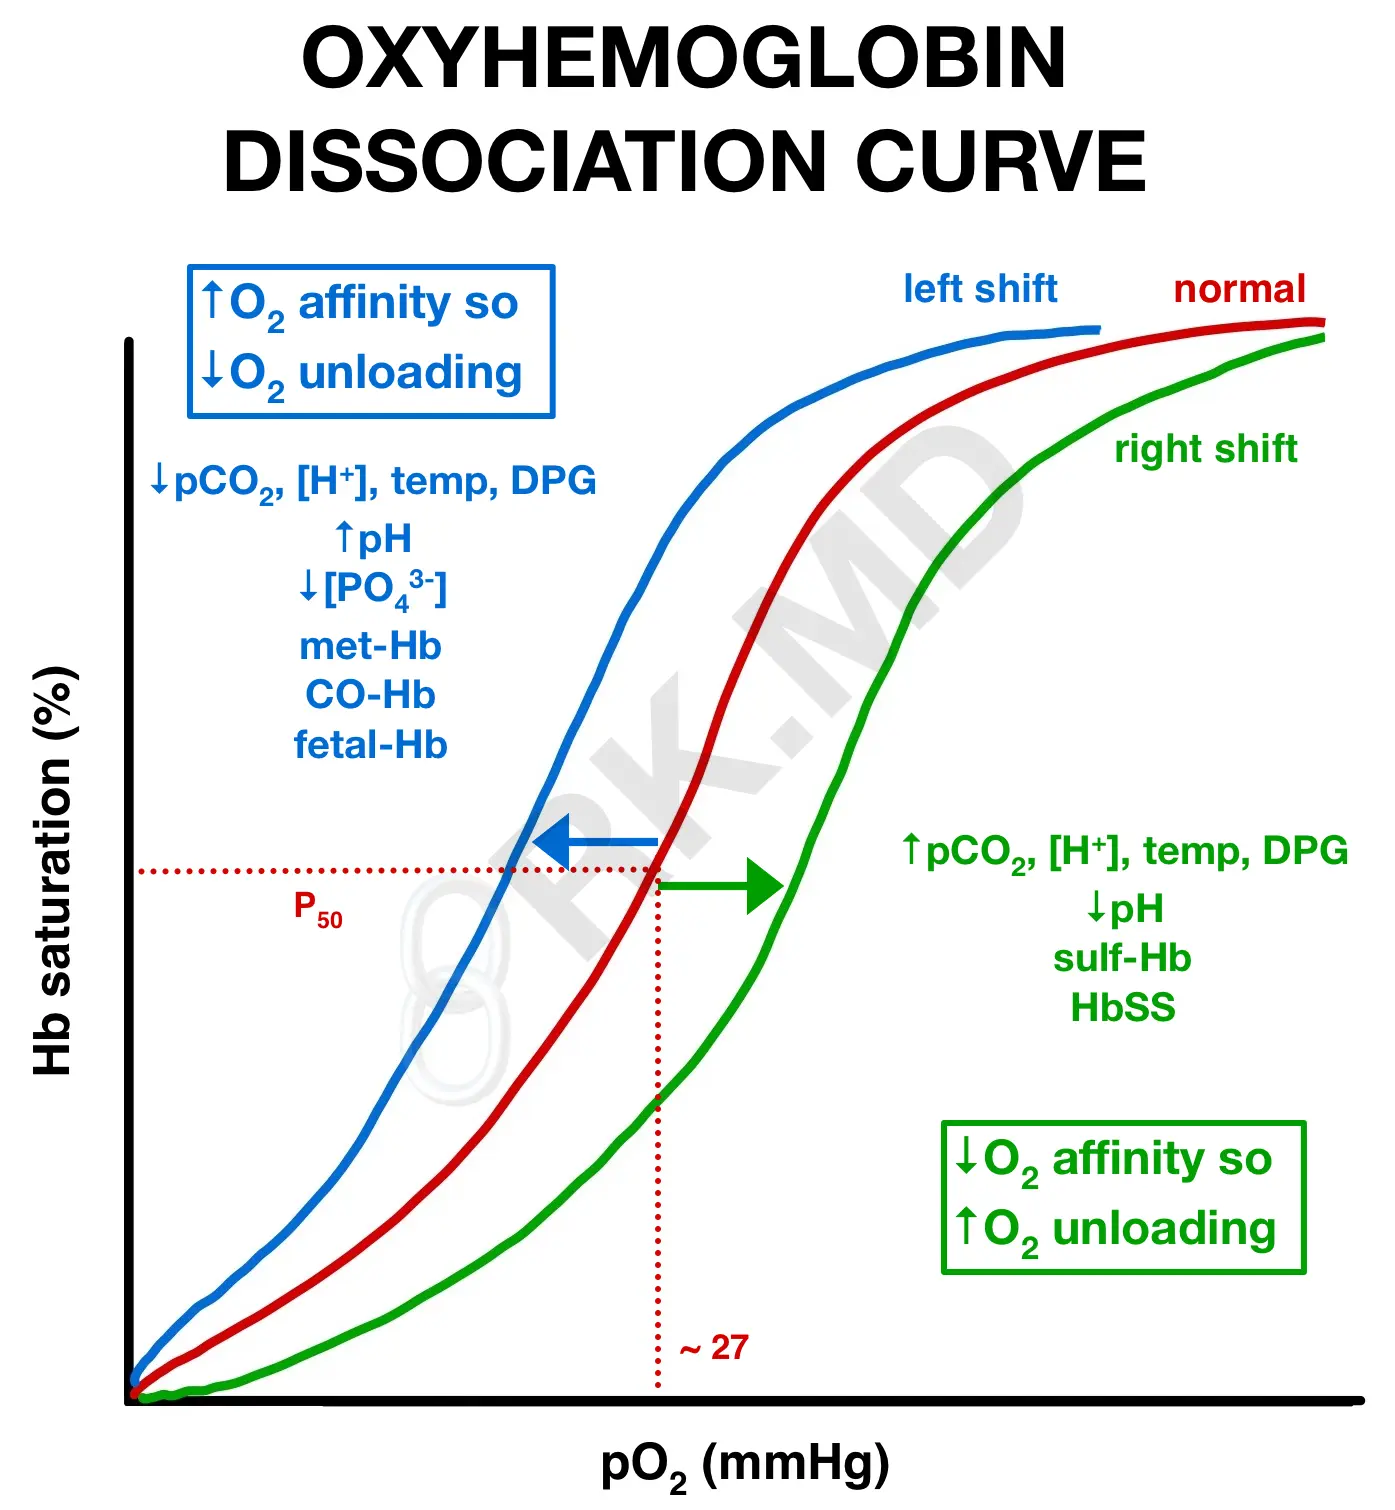 OXYHEMOGLOBIN
DISSOCIATION CURVE
↑O₂ affinity so
↓O₂ unloading
left shift
normal
right shift
↓pCO₂, [H⁺], temp, DPG
↑pH
↓[PO₄³⁻]
met-Hb
CO-Hb
fetal-Hb
Hb saturation (%)
P₅₀
↑pCO₂, [H⁺], temp, DPG
↓pH
sulf-Hb
HbSS
↓O₂ affinity so
↑O₂ unloading
~ 27
pO₂ (mmHg)
RK.MD